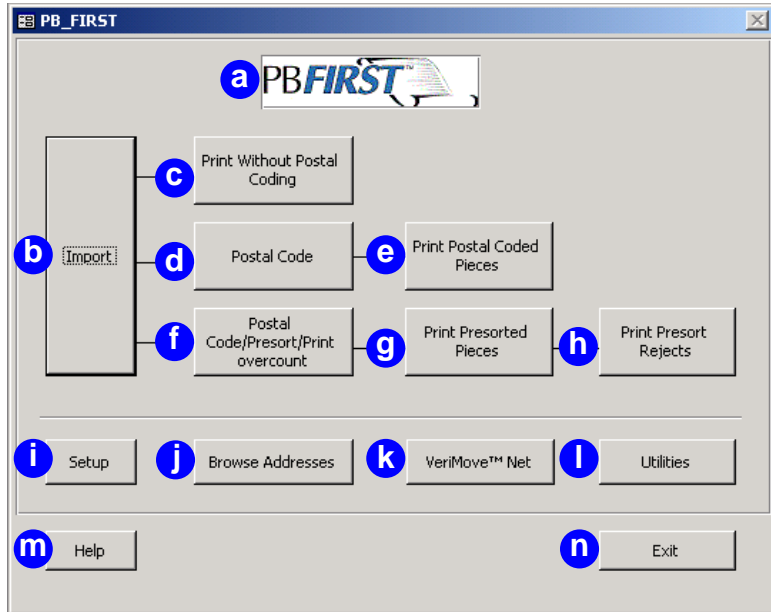 PB_FIRST
a
PBFIRST™
c
Print Without Postal
Coding
b
Import
d
Postal Code
e
Print Postal Coded
Pieces
f
Postal
Code/Presort/Print
overcount
g
Print Presorted
Pieces
h
Print Presort
Rejects
i
Setup
j
Browse Addresses
k
VeriMove™ Net
l
Utilities
m
Help
n
Exit